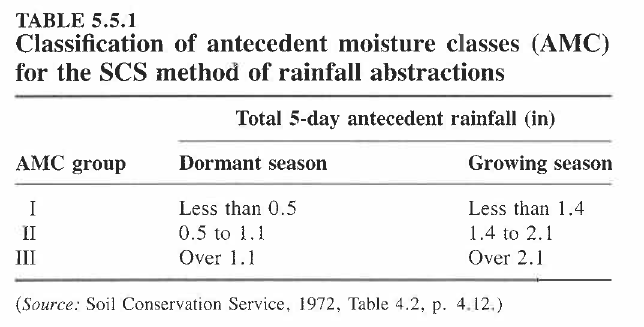 TABLE 5.5.1
Classification of antecedent moisture classes (AMC)
for the SCS method of rainfall abstractions
Total 5-day antecedent rainfall (in)
AMC group Dormant season Growing season
I Less than 0.5 Less than 1.4
II 0.5 to 1.1 1.4 to 2.1
III Over 1.1 Over 2.1
(Source: Soil Conservation Service, 1972, Table 4.2, p. 4.12.)